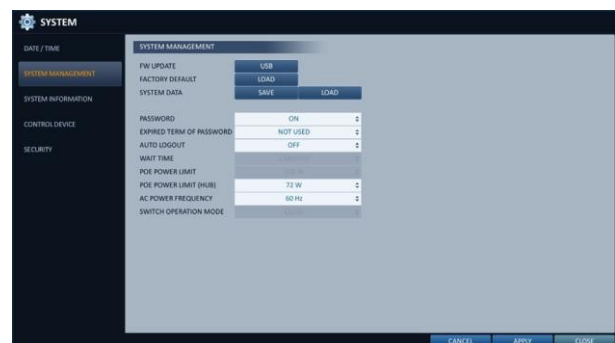 SYSTEM
DATE / TIME
SYSTEM MANAGEMENT
SYSTEM INFORMATION
CONTROL DEVICE
SECURITY
SYSTEM MANAGEMENT
FW UPDATE USB
FACTORY DEFAULT LOAD
SYSTEM DATA SAVE LOAD
PASSWORD ON
EXPIRED TERM OF PASSWORD NOT USED
AUTO LOGOUT OFF
WAIT TIME
POE POWER LIMIT
POE POWER LIMIT (HUB) 72 W
AC POWER FREQUENCY 60 Hz
SWITCH OPERATION MODE
CANCEL APPLY CLOSE